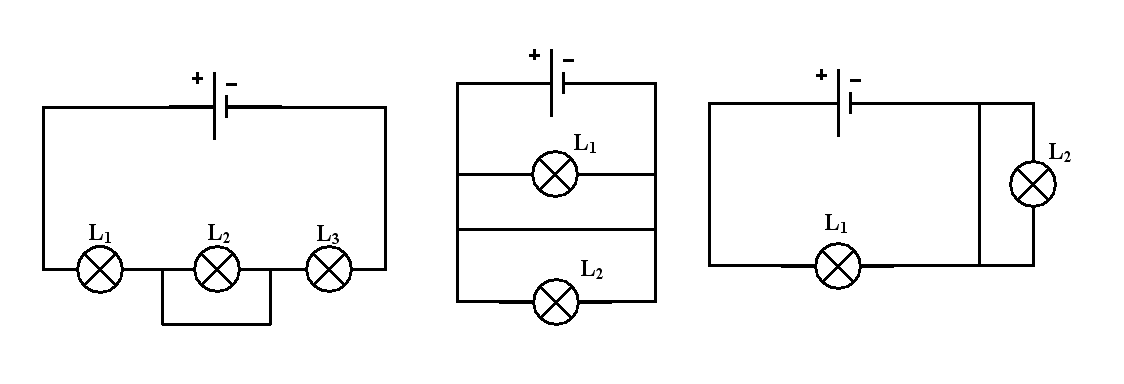 + −
L₁ L₂ L₃
+ −
L₁
L₂
+ −
L₂
L₁